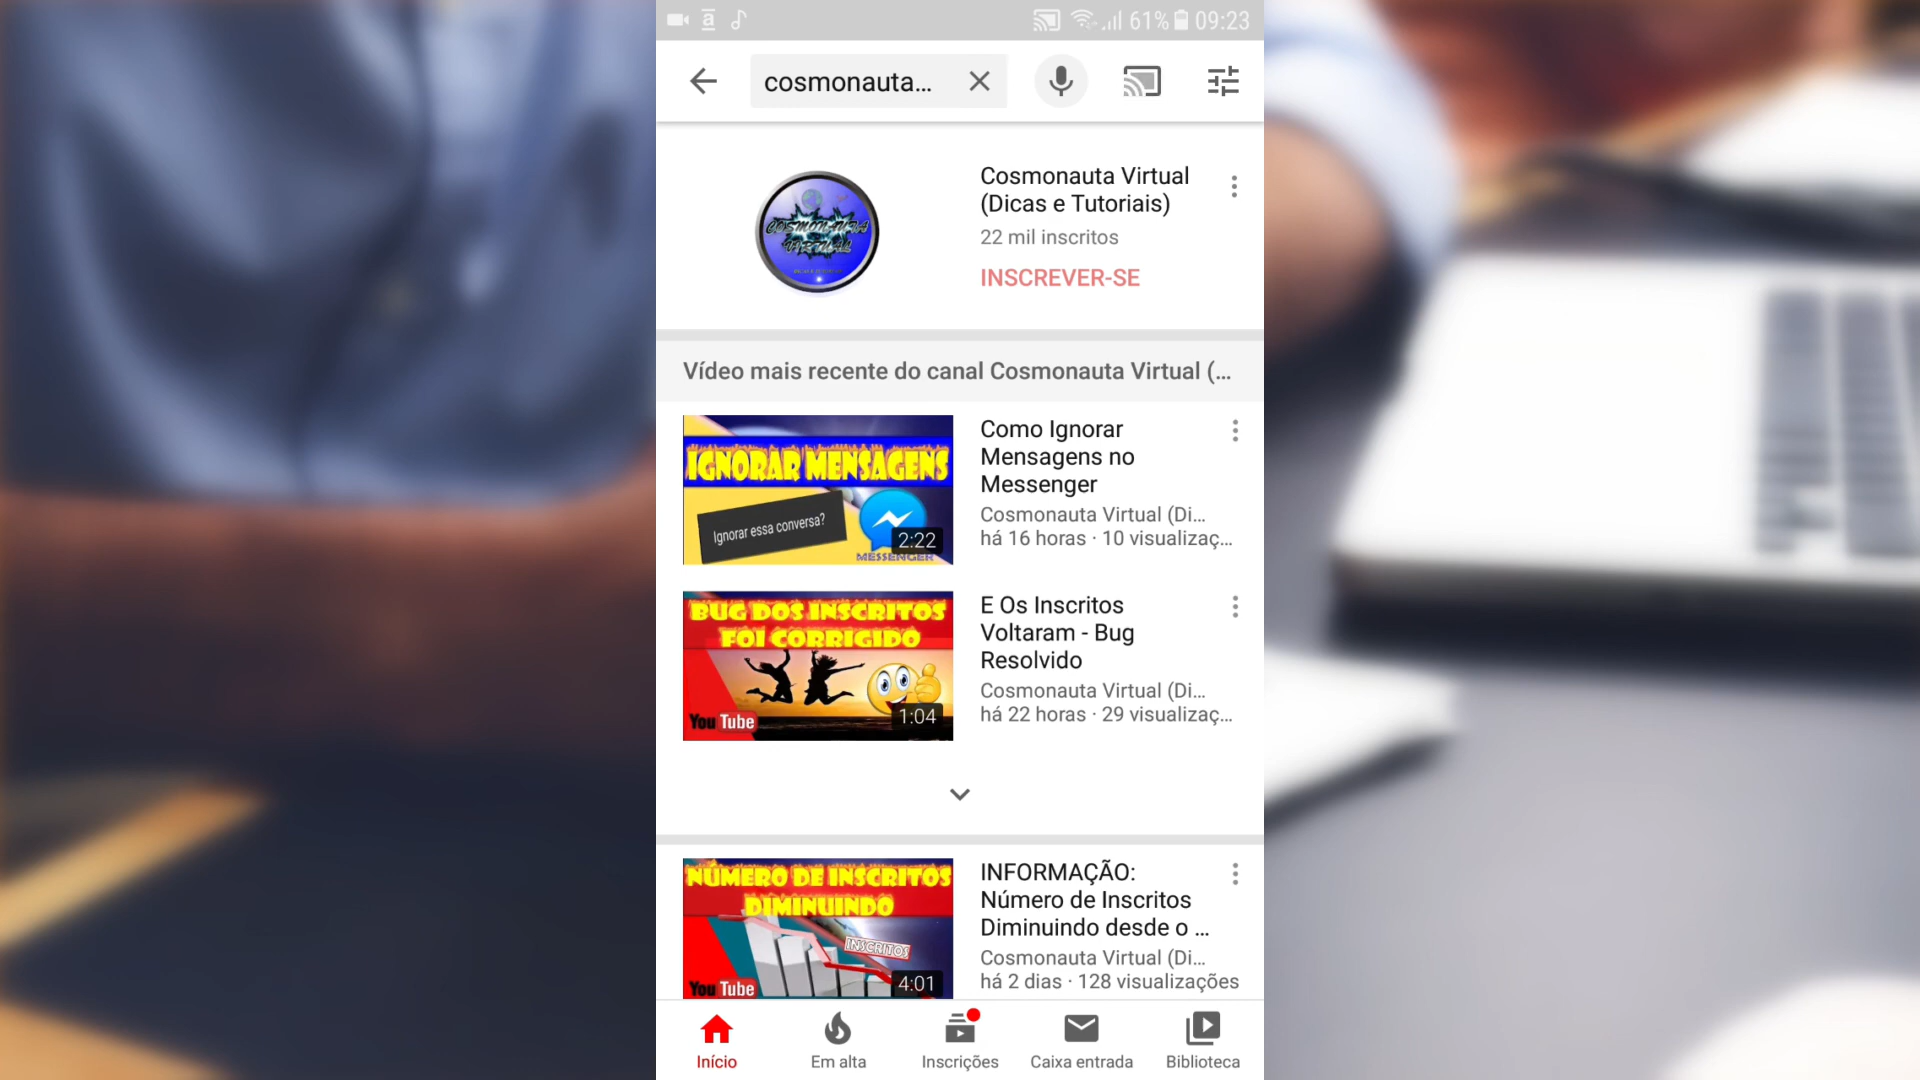 61% 09:23
cosmonauta...
Cosmonauta Virtual
(Dicas e Tutoriais)
22 mil inscritos
INSCREVER-SE
COSMONAUTA
VIRTUAL
Vídeo mais recente do canal Cosmonauta Virtual (...
IGNORAR MENSAGENS
Ignorar essa conversa?
2:22
MESSENGER
Como Ignorar
Mensagens no
Messenger
Cosmonauta Virtual (Di...
há 16 horas · 10 visualizaç...
BUG DOS INSCRITOS
FOI CORRIGIDO
YouTube
1:04
E Os Inscritos
Voltaram - Bug
Resolvido
Cosmonauta Virtual (Di...
há 22 horas · 29 visualizaç...
NÚMERO DE INSCRITOS
DIMINUINDO
INSCRITOS
YouTube
4:01
INFORMAÇÃO:
Número de Inscritos
Diminuindo desde o ...
Cosmonauta Virtual (Di...
há 2 dias · 128 visualizações
Início
Em alta
Inscrições
Caixa entrada
Biblioteca